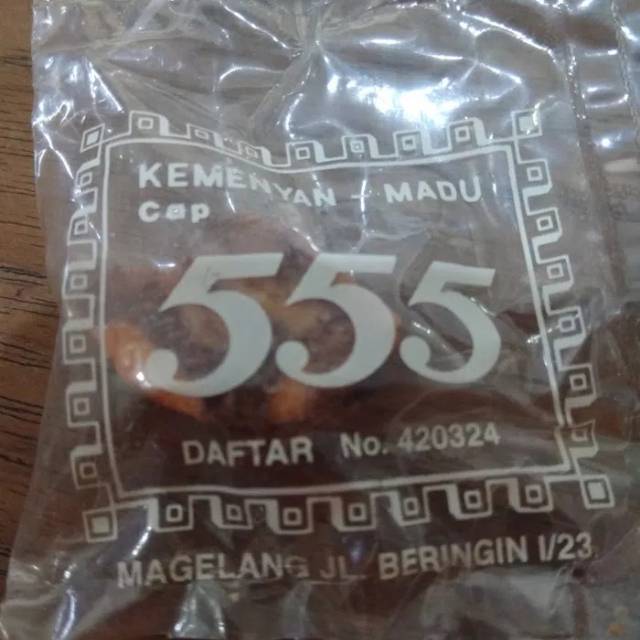 KEMENYAN MADU
Cap
555
DAFTAR No. 420324
MAGELANG JL. BERINGIN I/23